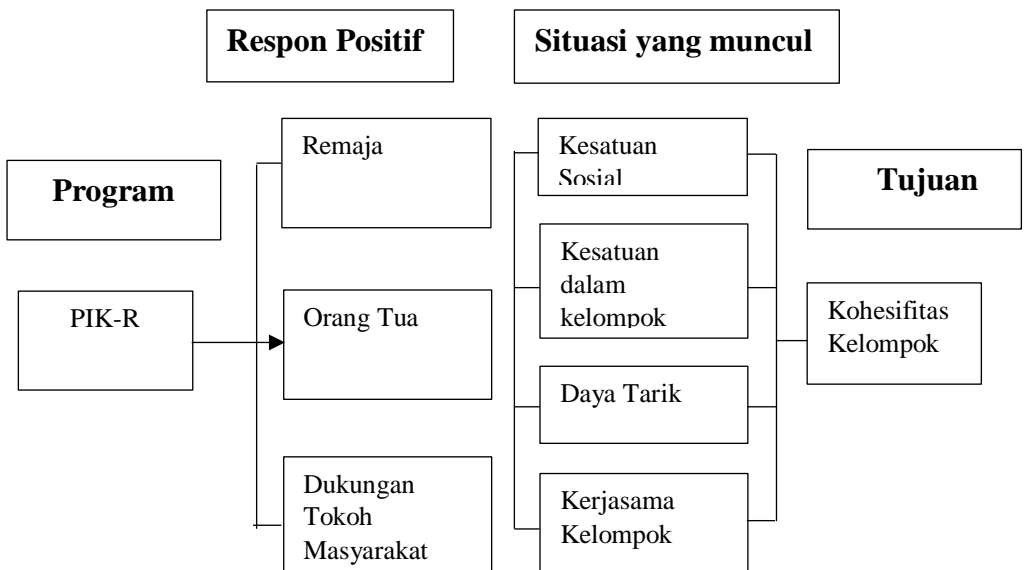 Respon Positif
Situasi yang muncul
Program
Tujuan
PIK-R
Remaja
Orang Tua
Dukungan
Tokoh
Masyarakat
Kesatuan
Sosial
Kesatuan
dalam
kelompok
Daya Tarik
Kerjasama
Kelompok
Kohesifitas
Kelompok